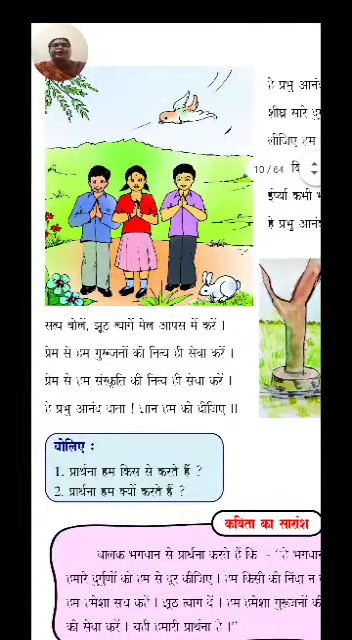 हे प्रभु आनं
शीघ्र सारे दु
लीजिए हम
10/64
ईर्ष्या कभी
हे प्रभु आनं
सत्य बोलें, झूठ त्यागें मेल आपस में करें ।
प्रेम से हम गुरूजनों की नित्य ही सेवा करें ।
प्रेम से हम संस्कृति की नित्य ही सेवा करें ।
हे प्रभु आनंद दाता ! ज्ञान हम को दीजिए ॥
बोलिए :
1. प्रार्थना हम किस से करते हैं ?
2. प्रार्थना हम क्यों करते हैं ?
कविता का सारांश
बालक भगवान से प्रार्थना करते हैं कि - "हे भगवान
हमारे दुर्गुणों को हम से दूर कीजिए । हम किसी की निंदा न
हम हमेशा सच कहें । झूठ त्याग दें । हम हमेशा गुरूजनों की
की सेवा करें । यही हमारी प्रार्थना है ।"